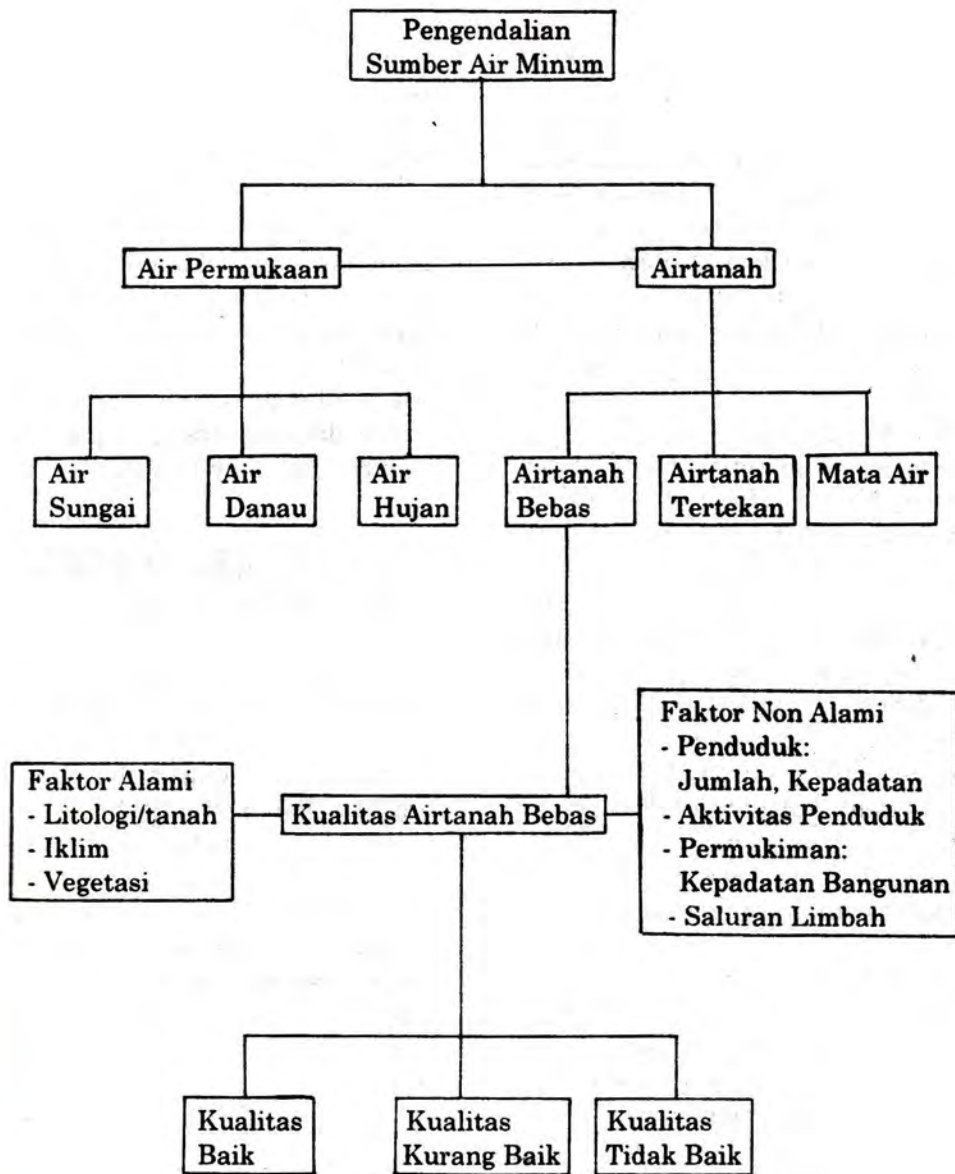 Pengendalian
Sumber Air Minum
Air Permukaan
Airtanah
Air
Sungai
Air
Danau
Air
Hujan
Airtanah
Bebas
Airtanah
Tertekan
Mata Air
Faktor Alami
- Litologi/tanah
- Iklim
- Vegetasi
Kualitas Airtanah Bebas
Faktor Non Alami
- Penduduk:
Jumlah, Kepadatan
- Aktivitas Penduduk
- Permukiman:
Kepadatan Bangunan
- Saluran Limbah
Kualitas
Baik
Kualitas
Kurang Baik
Kualitas
Tidak Baik